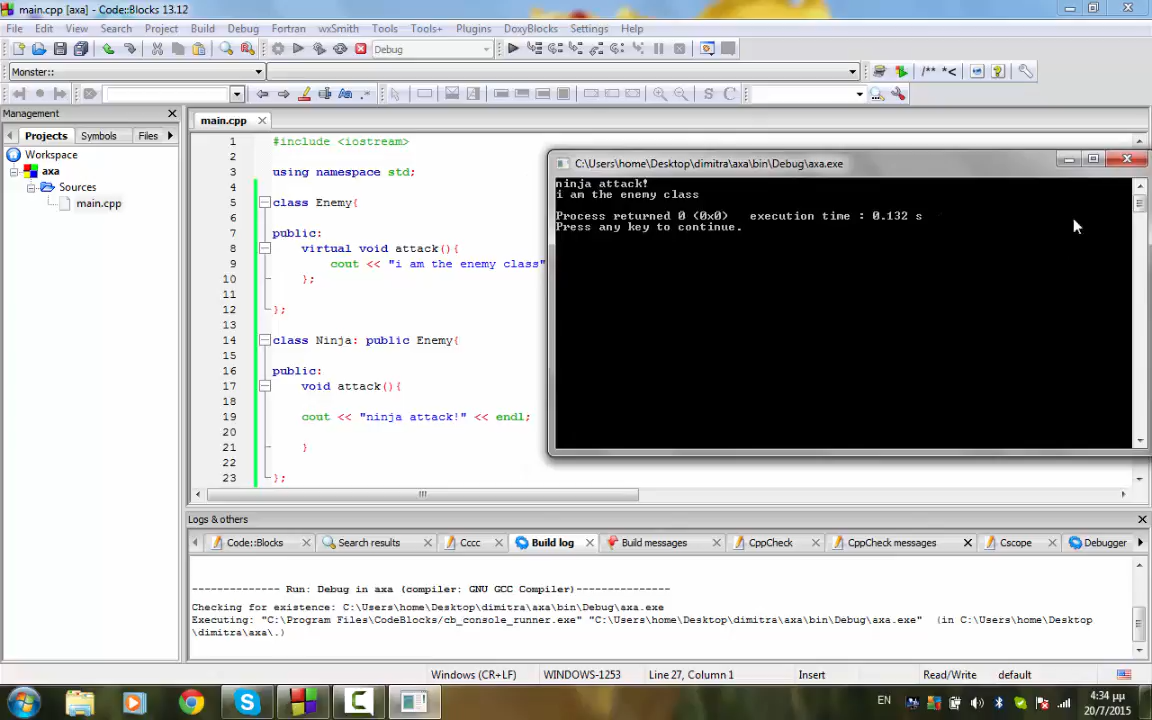 main.cpp [axa] - Code::Blocks 13.12
File Edit View Search Project Build Debug Fortran wxSmith Tools Tools+ Plugins DoxyBlocks Settings Help
Debug
Monster::
/** *<
Aa .*
S C
Management
Projects Symbols Files
Workspace
axa
Sources
main.cpp
main.cpp
1 #include <iostream>
2
3 using namespace std;
4
5 class Enemy{
6
7 public:
8 virtual void attack(){
9 cout << "i am the enemy class"
10 };
11
12 };
13
14 class Ninja: public Enemy{
15
16 public:
17 void attack(){
18
19 cout << "ninja attack!" << endl;
20
21 }
22
23 };
C:\Users\home\Desktop\dimitra\axa\bin\Debug\axa.exe
ninja attack!
i am the enemy class
Process returned 0 (0x0) execution time : 0.132 s
Press any key to continue.
Logs & others
Code::Blocks Search results Cccc Build log Build messages CppCheck CppCheck messages Cscope Debugger
-------------- Run: Debug in axa (compiler: GNU GCC Compiler)---------------
Checking for existence: C:\Users\home\Desktop\dimitra\axa\bin\Debug\axa.exe
Executing: "C:\Program Files\CodeBlocks/cb_console_runner.exe" "C:\Users\home\Desktop\dimitra\axa\bin\Debug\axa.exe" (in C:\Users\home\Desktop
\dimitra\axa\.)
Windows (CR+LF) WINDOWS-1253 Line 27, Column 1 Insert Read/Write default
EN
4:34 μμ
20/7/2015